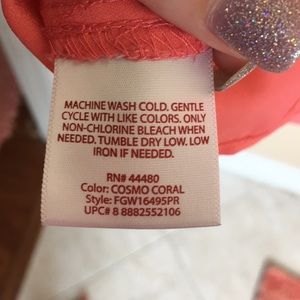 MACHINE WASH COLD. GENTLE
CYCLE WITH LIKE COLORS. ONLY
NON-CHLORINE BLEACH WHEN
NEEDED. TUMBLE DRY LOW. LOW
IRON IF NEEDED.
RN# 44480
Color: COSMO CORAL
Style: FGW16495PR
UPC# 8 8882552106